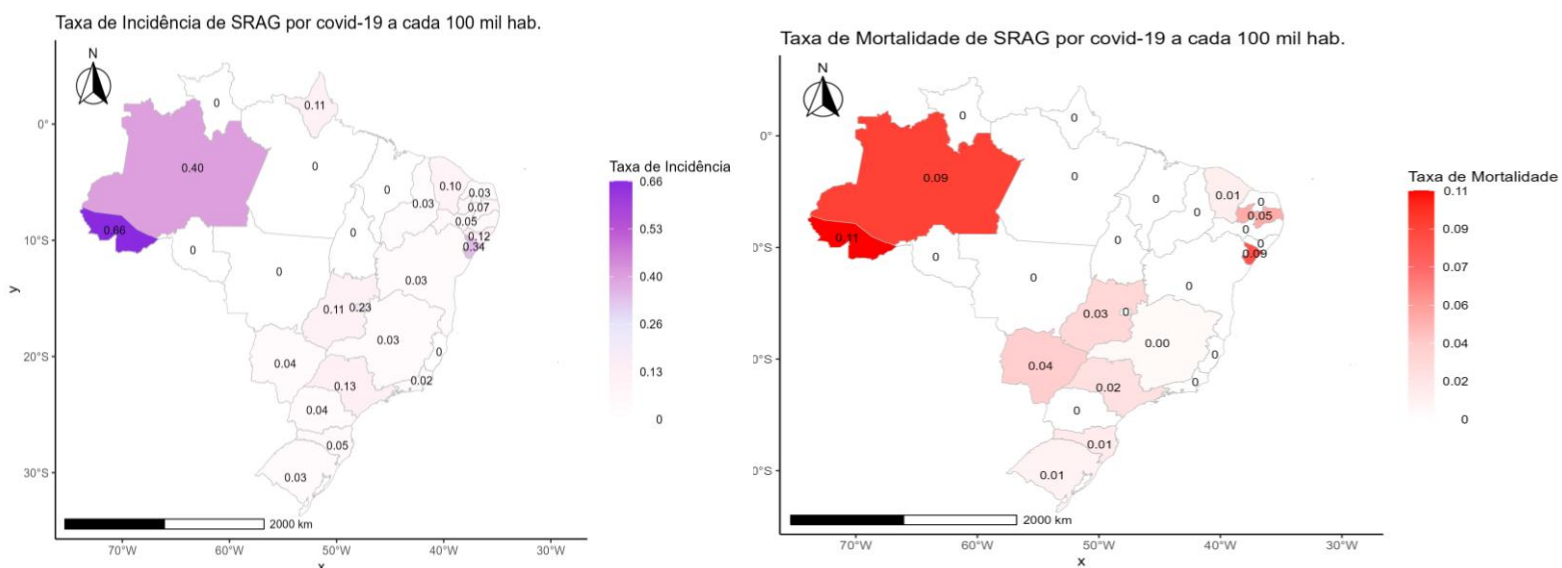 Taxa de Incidência de SRAG por covid-19 a cada 100 mil hab.
N
0
0.11
0°
0
0.40
0
0.10
0.03
0.03
0.07
0.05
0.12
0.34
0.66
10°S
0
0
0
0.03
0.11
0.23
0.03
0
20°S
0.04
0.13
0.02
0.04
0.05
30°S
0.03
2000 km
70°W
60°W
50°W
40°W
30°W
x
y
Taxa de Incidência
0.66
0.53
0.40
0.26
0.13
0
Taxa de Mortalidade de SRAG por covid-19 a cada 100 mil hab.
N
0
0
0°
0
0.09
0
0.01
0
0
0.05
0
0
0.09
0.11
0°S
0
0
0
0
0.03
0
0.00
0
0°S
0.04
0.02
0
0
0.01
0°S
0.01
2000 km
70°W
60°W
50°W
40°W
30°W
x
Taxa de Mortalidade
0.11
0.09
0.07
0.06
0.04
0.02
0